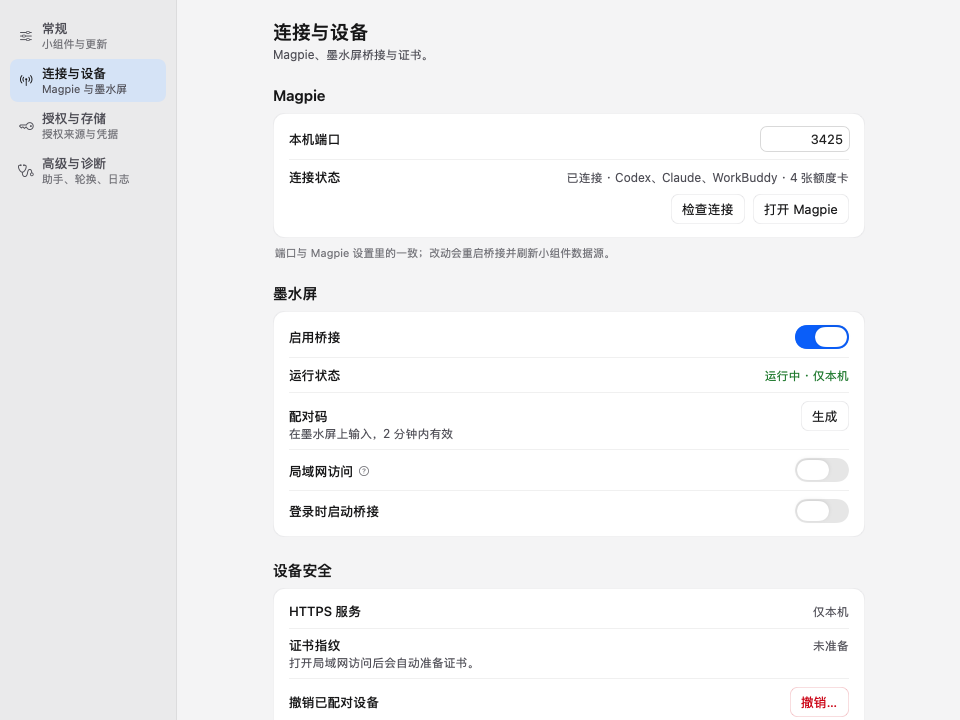 常规
小组件与更新
连接与设备
Magpie 与墨水屏
授权与存储
授权来源与凭据
高级与诊断
助手、轮换、日志
连接与设备
Magpie、墨水屏桥接与证书。
Magpie
本机端口
3425
连接状态
已连接 · Codex、Claude、WorkBuddy · 4 张额度卡
检查连接
打开 Magpie
端口与 Magpie 设置里的一致；改动会重启桥接并刷新小组件数据源。
墨水屏
启用桥接
运行状态
运行中 · 仅本机
配对码
在墨水屏上输入，2 分钟内有效
生成
局域网访问 ?
登录时启动桥接
设备安全
HTTPS 服务
仅本机
证书指纹
打开局域网访问后会自动准备证书。
未准备
撤销已配对设备
撤销...